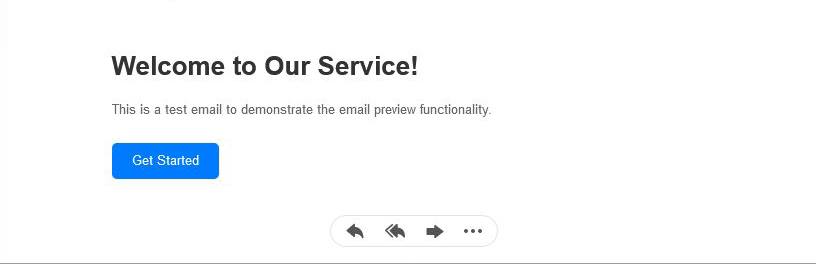 Welcome to Our Service!
This is a test email to demonstrate the email preview functionality.
Get Started